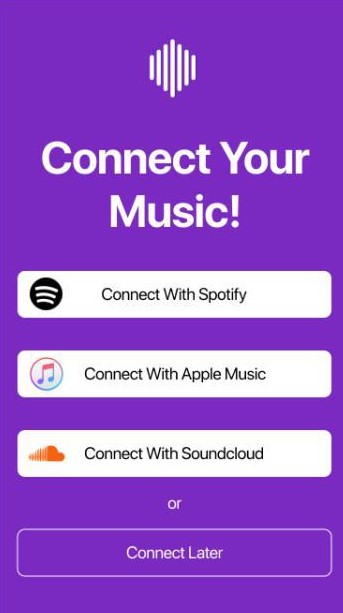 Connect Your
Music!
Connect With Spotify
Connect With Apple Music
Connect With Soundcloud
or
Connect Later